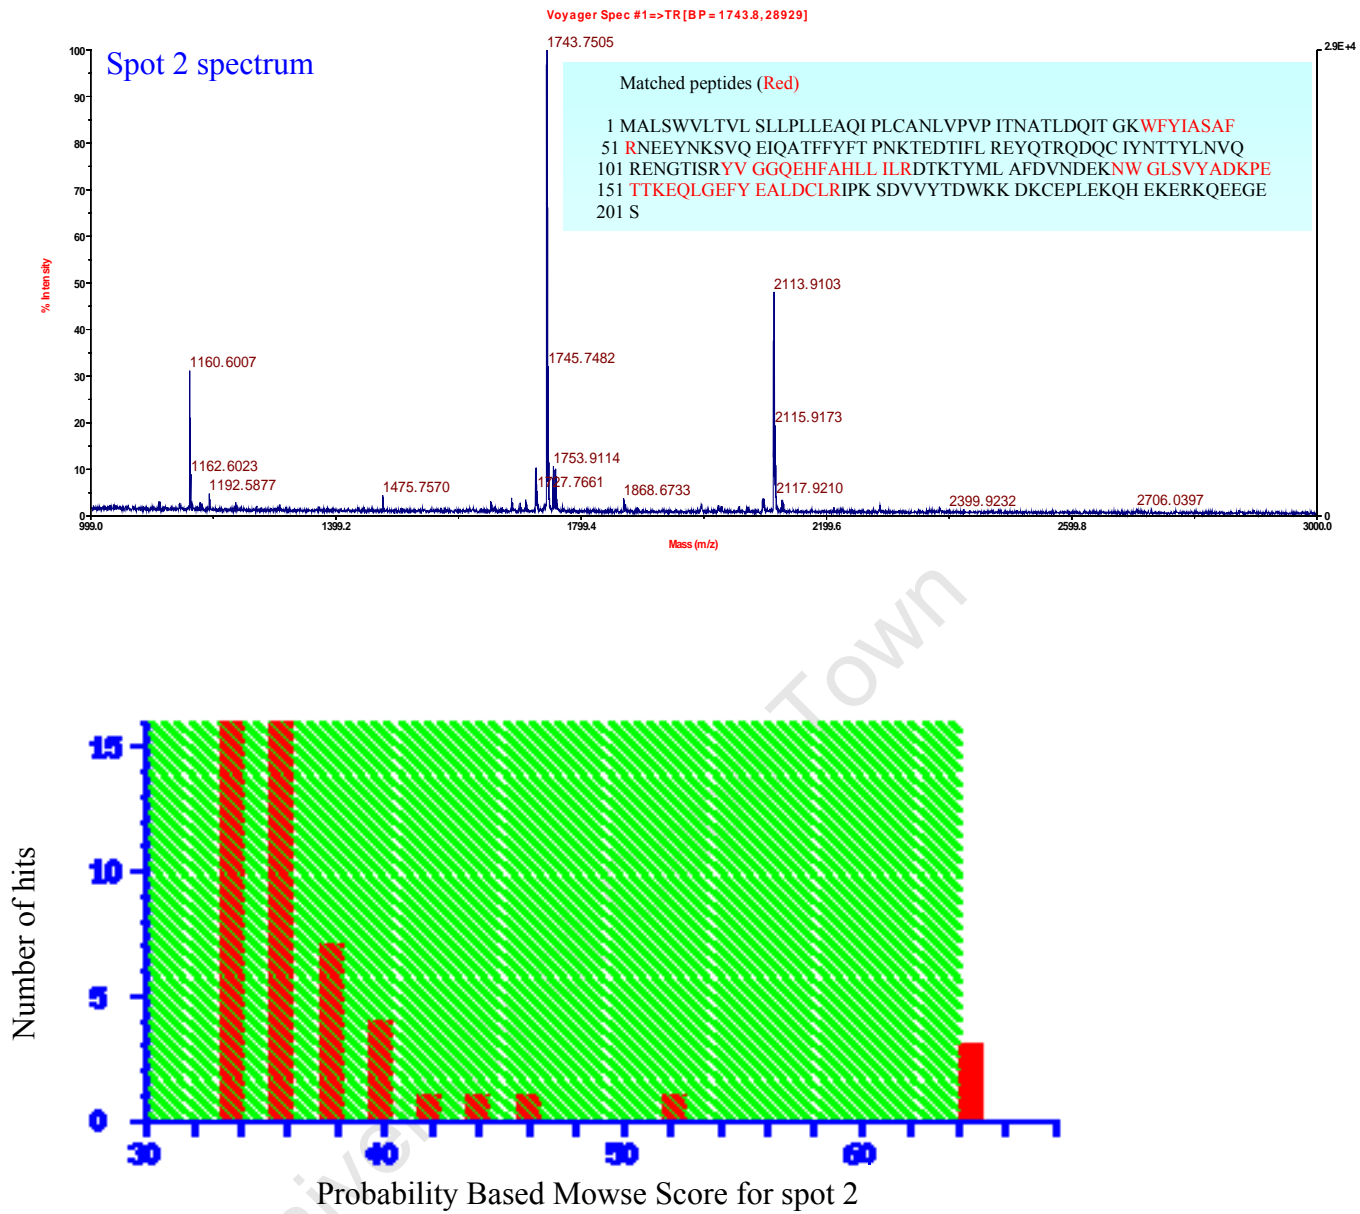 Voyager Spec #1=>TR[BP = 1743.8, 28929]
Spot 2 spectrum
Matched peptides (Red)
1 MALSWVLTVL SLLPLLEAQI PLCANLVPVP ITNATLDQIT GKWFYIASAF
51 RNEEYNKSVQ EIQATFFYFT PNKTEDTIFL REYQTRQDQC IYNTTYLNVQ
101 RENGTISRYV GGQEHFAHLL ILRDTKTYML AFDVNDEKNW GLSVYADKPE
151 TTKEQLGEFY EALDCLRIPK SDVVYTDWKK DKCEPLEKQH EKERKQEEGE
201 S
1743.7505
2.9E+4
100
90
80
70
60
50
40
30
20
10
0
% Intensity
2113.9103
1160.6007
1745.7482
2115.9173
1162.6023
1192.5877
1475.7570
1753.9114
1727.7661
1868.6733
2117.9210
2399.9232
2706.0397
0
999.0
1399.2
1799.4
2199.6
2599.8
3000.0
Mass (m/z)
Town
15
10
5
0
Number of hits
30
40
50
60
Probability Based Mowse Score for spot 2